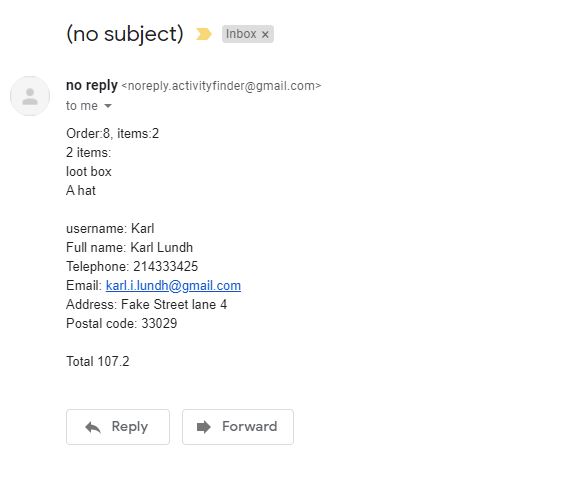 (no subject) Inbox x
no reply <noreply.activityfinder@gmail.com>
to me
Order:8, items:2
2 items:
loot box
A hat
username: Karl
Full name: Karl Lundh
Telephone: 214333425
Email: karl.i.lundh@gmail.com
Address: Fake Street lane 4
Postal code: 33029
Total 107.2
Reply Forward